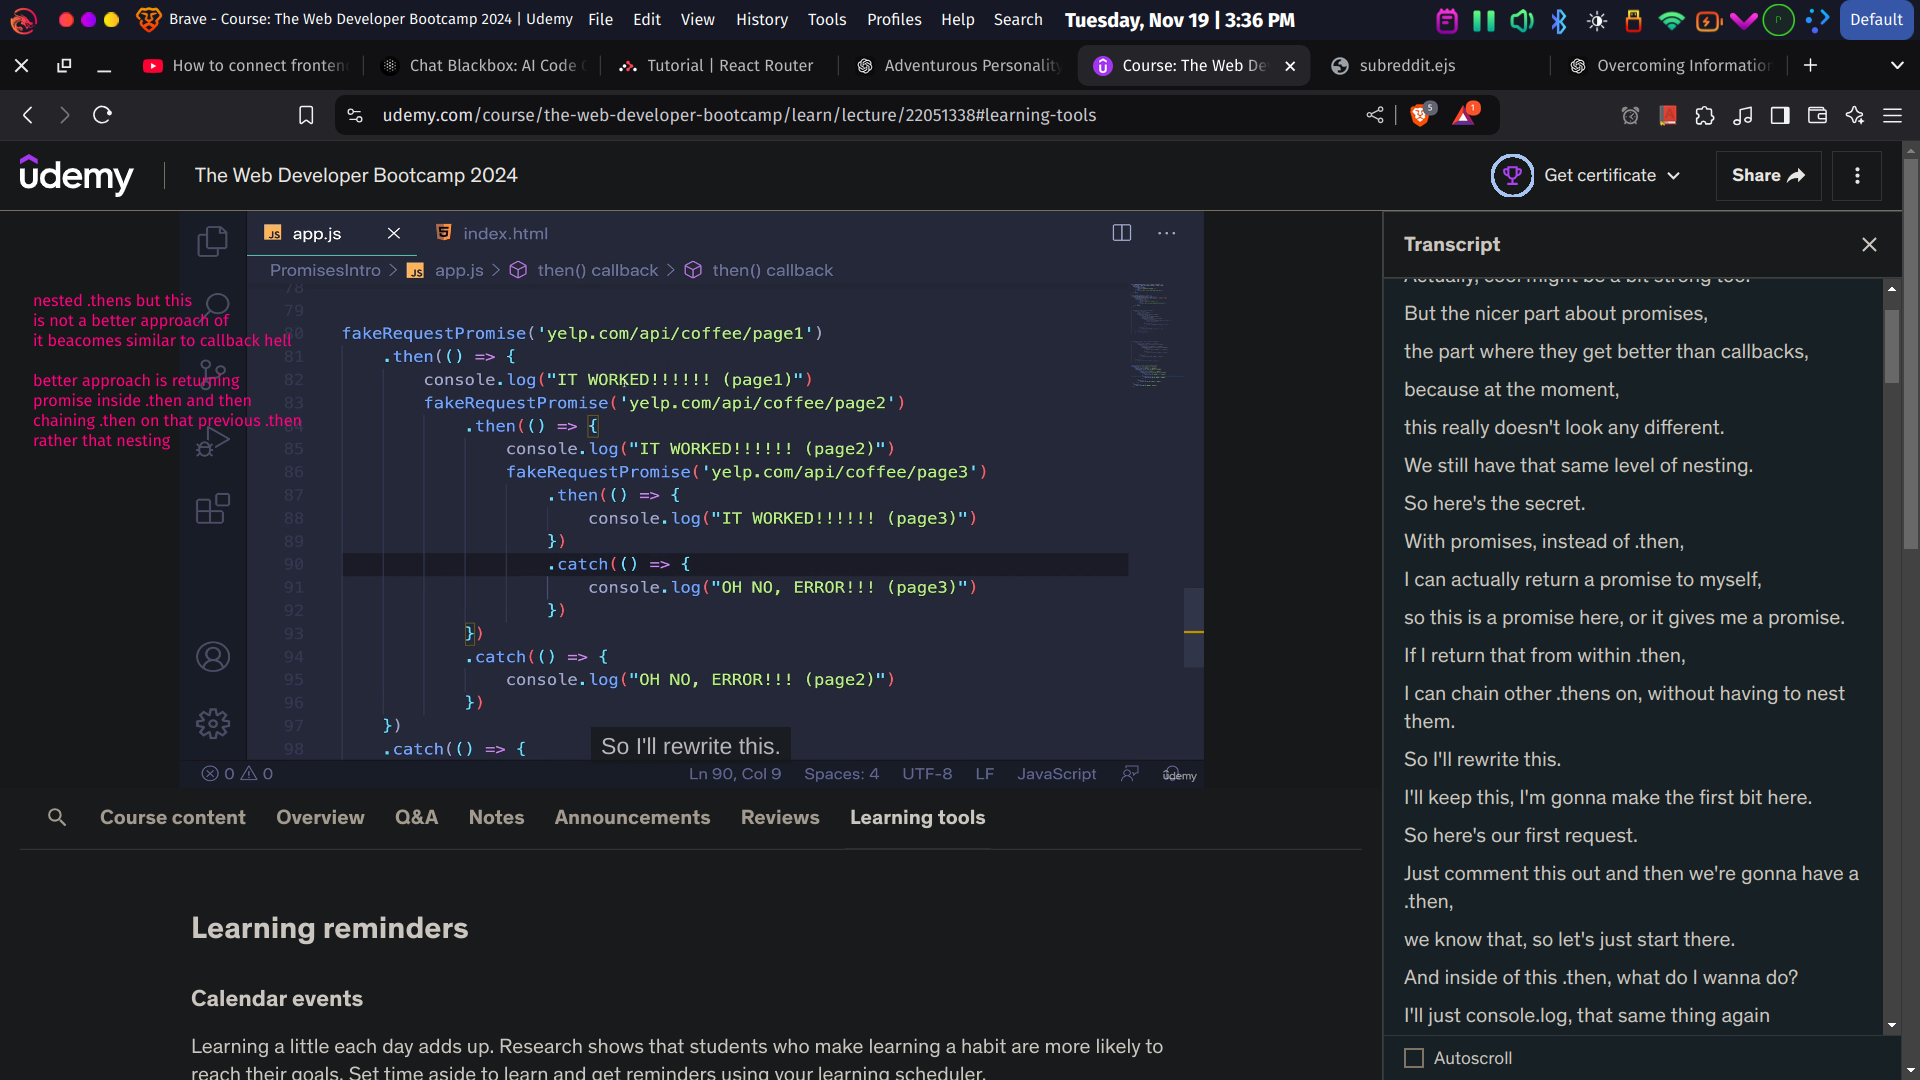 Brave - Course: The Web Developer Bootcamp 2024 | Udemy File Edit View History Tools Profiles Help Search Tuesday, Nov 19 | 3:36 PM Default
How to connect fronten Chat Blackbox: AI Code Tutorial | React Router Adventurous Personality Course: The Web De subreddit.ejs Overcoming Informatio
udemy.com/course/the-web-developer-bootcamp/learn/lecture/22051338#learning-tools 5 1
udemy The Web Developer Bootcamp 2024 Get certificate Share
JS app.js index.html
PromisesIntro > JS app.js > then() callback > then() callback
nested .thens but this
is not a better approach of
it beacomes similar to callback hell
better approach is returning
promise inside .then and then
chaining .then on that previous .then
rather that nesting
78
79
80 fakeRequestPromise('yelp.com/api/coffee/page1')
81 .then(() => {
82 console.log("IT WORKED!!!!!! (page1)")
83 fakeRequestPromise('yelp.com/api/coffee/page2')
84 .then(() => {
85 console.log("IT WORKED!!!!!! (page2)")
86 fakeRequestPromise('yelp.com/api/coffee/page3')
87 .then(() => {
88 console.log("IT WORKED!!!!!! (page3)")
89 })
90 .catch(() => {
91 console.log("OH NO, ERROR!!! (page3)")
92 })
93 })
94 .catch(() => {
95 console.log("OH NO, ERROR!!! (page2)")
96 })
97 })
98 .catch(() => {
So I'll rewrite this.
0 0 Ln 90, Col 9 Spaces: 4 UTF-8 LF JavaScript udemy
Transcript
But the nicer part about promises,
the part where they get better than callbacks,
because at the moment,
this really doesn't look any different.
We still have that same level of nesting.
So here's the secret.
With promises, instead of .then,
I can actually return a promise to myself,
so this is a promise here, or it gives me a promise.
If I return that from within .then,
I can chain other .thens on, without having to nest
them.
So I'll rewrite this.
I'll keep this, I'm gonna make the first bit here.
So here's our first request.
Just comment this out and then we're gonna have a
.then,
we know that, so let's just start there.
And inside of this .then, what do I wanna do?
I'll just console.log, that same thing again
Autoscroll
Course content Overview Q&A Notes Announcements Reviews Learning tools
Learning reminders
Calendar events
Learning a little each day adds up. Research shows that students who make learning a habit are more likely to
reach their goals. Set time aside to learn and get reminders using your learning scheduler.